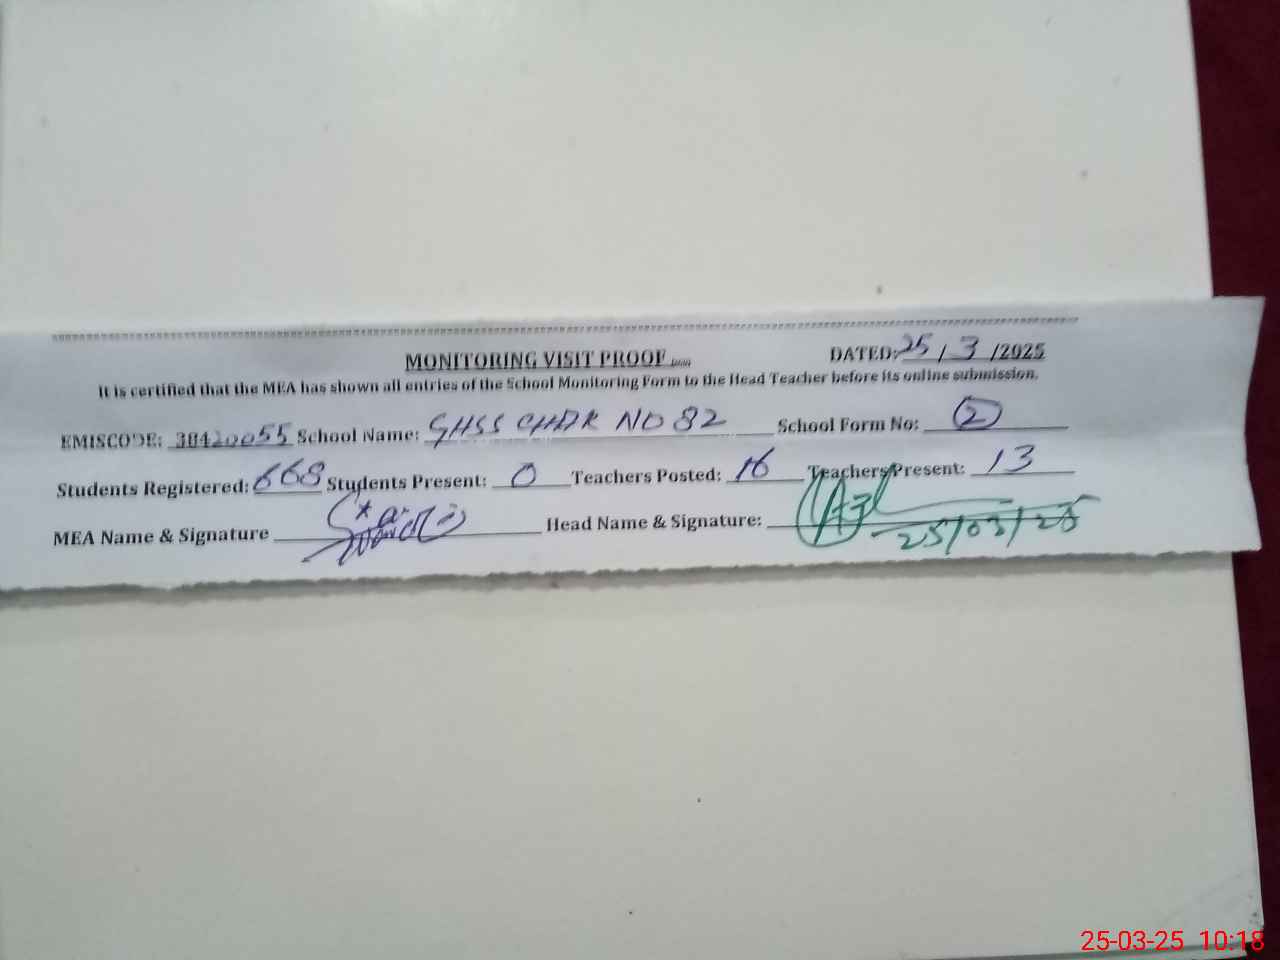 MONITORING VISIT PROOF
DATED: 25 / 3 /2025
It is certified that the MEA has shown all entries of the School Monitoring Form to the Head Teacher before its online submission.
EMISCODE: 38420055 School Name: GHSS CHAK NO 82 School Form No: 2
Students Registered: 668 Students Present: 0 Teachers Posted: 16 Teachers Present: 13
MEA Name & Signature Head Name & Signature: 25/03/25
25-03-25 10:18